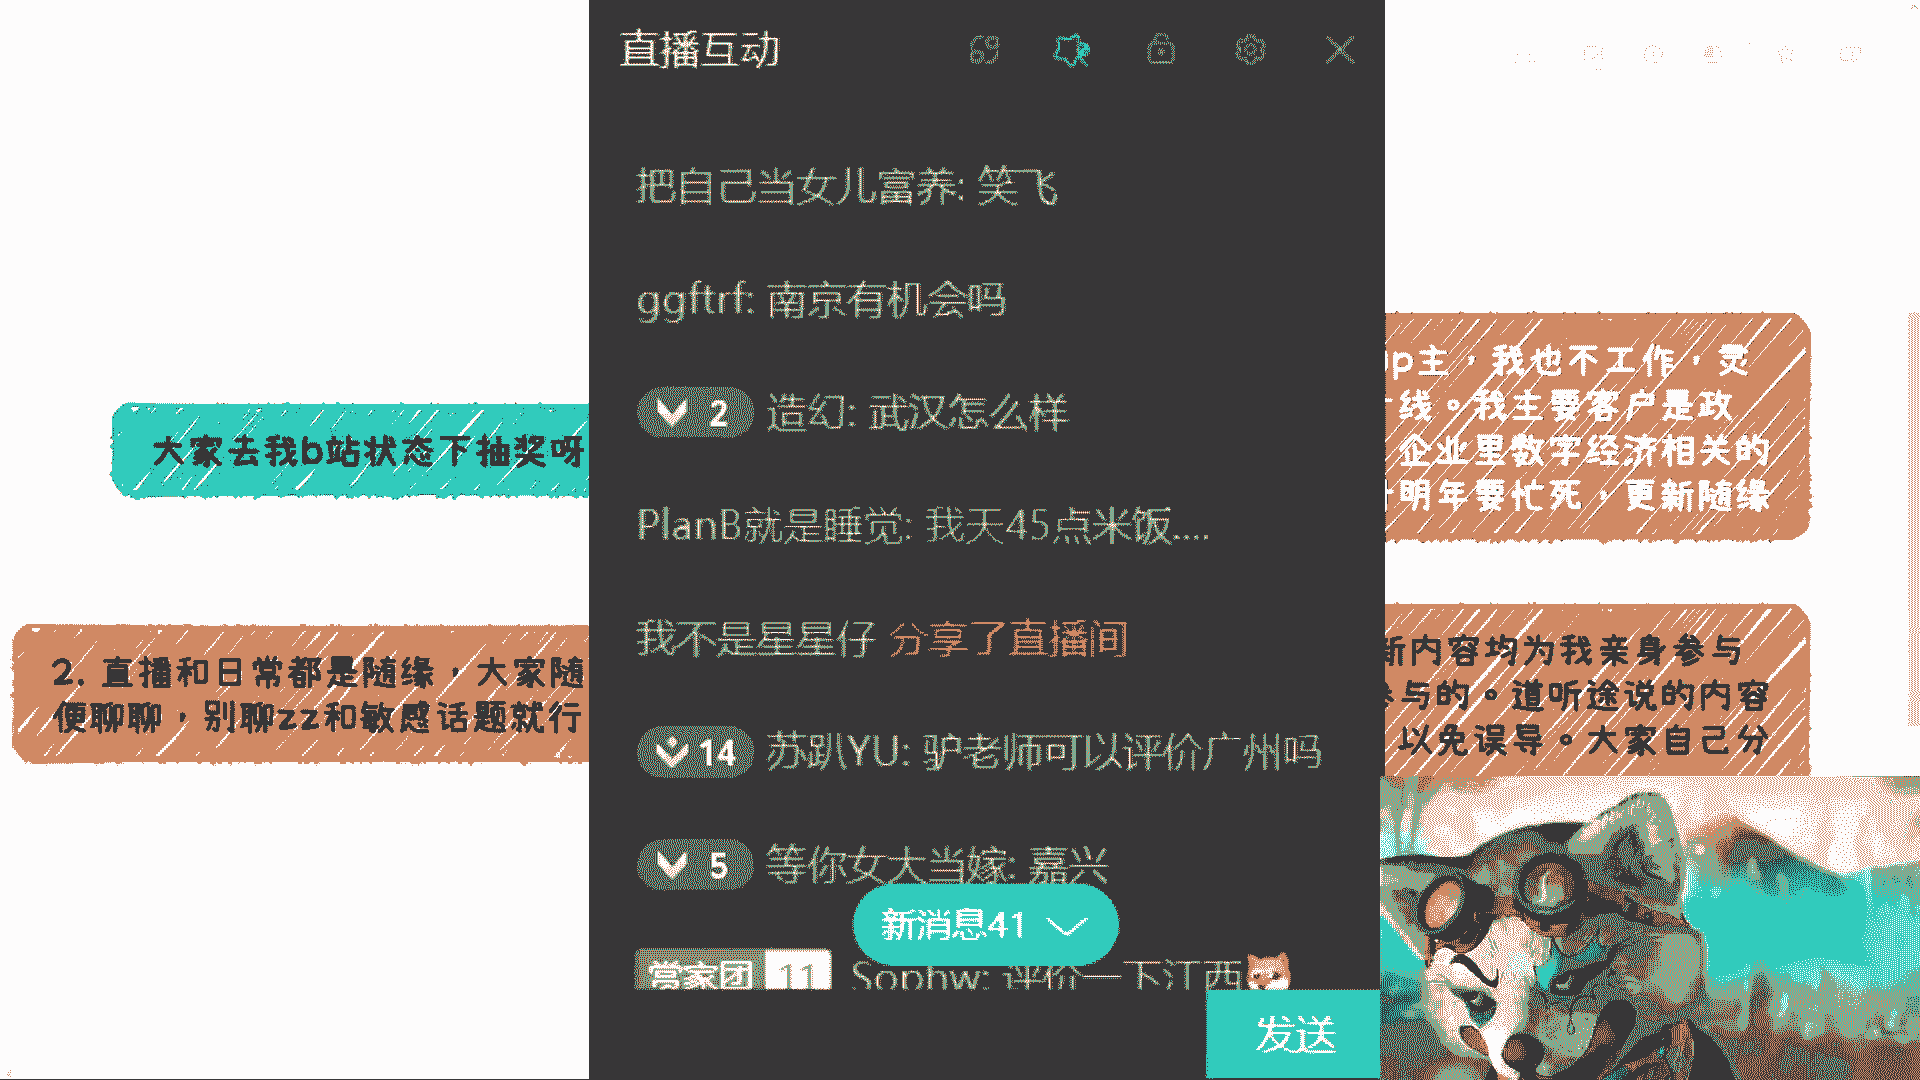 直播互动
把自己当女儿富养: 笑飞
ggftrf: 南京有机会吗
2 造幻: 武汉怎么样
PlanB就是睡觉: 我天45点米饭....
我不是星星仔 分享了直播间
14 苏趴YU: 驴老师可以评价广州吗
5 等你女大当嫁: 嘉兴
新消息41
11 Sophw: 评价一下江西
发送
大家去我b站状态下抽奖呀
2. 直播和日常都是随缘，大家随
便聊聊，别聊zz和敏感话题就行
p主，我也不工作，灵
线。我主要客户是政
企业里数字经济相关的
明年要忙死，更新随缘
新内容均为我亲身参与
参与的。道听途说的内容
以免误导。大家自己分